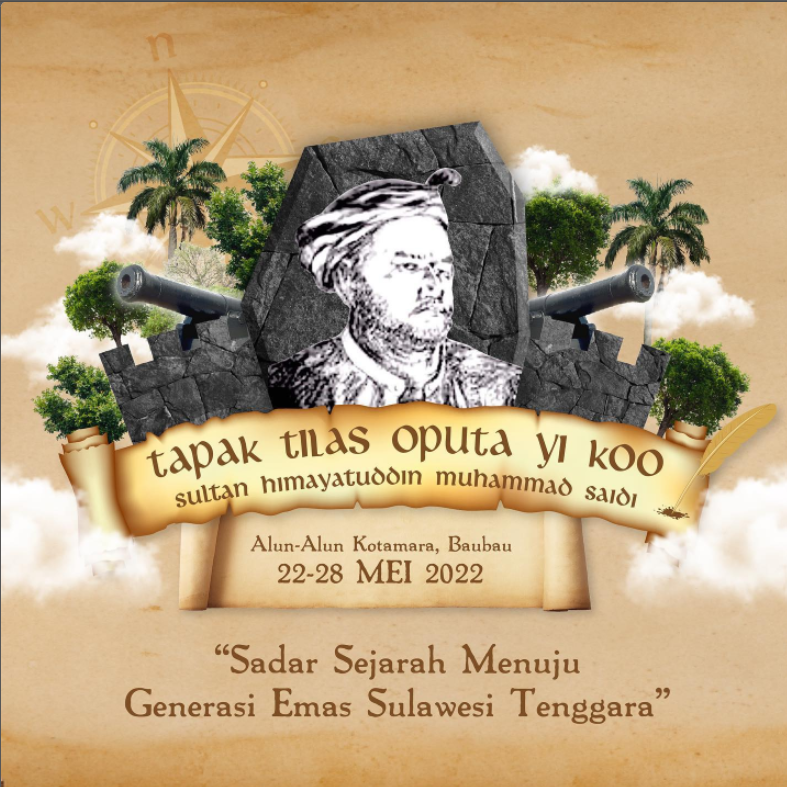 n
W
tapak tilas oputa yi koo
sultan himayatuddin muhammad saidi
Alun-Alun Kotamara, Baubau
22-28 MEI 2022
“Sadar Sejarah Menuju
Generasi Emas Sulawesi Tenggara”